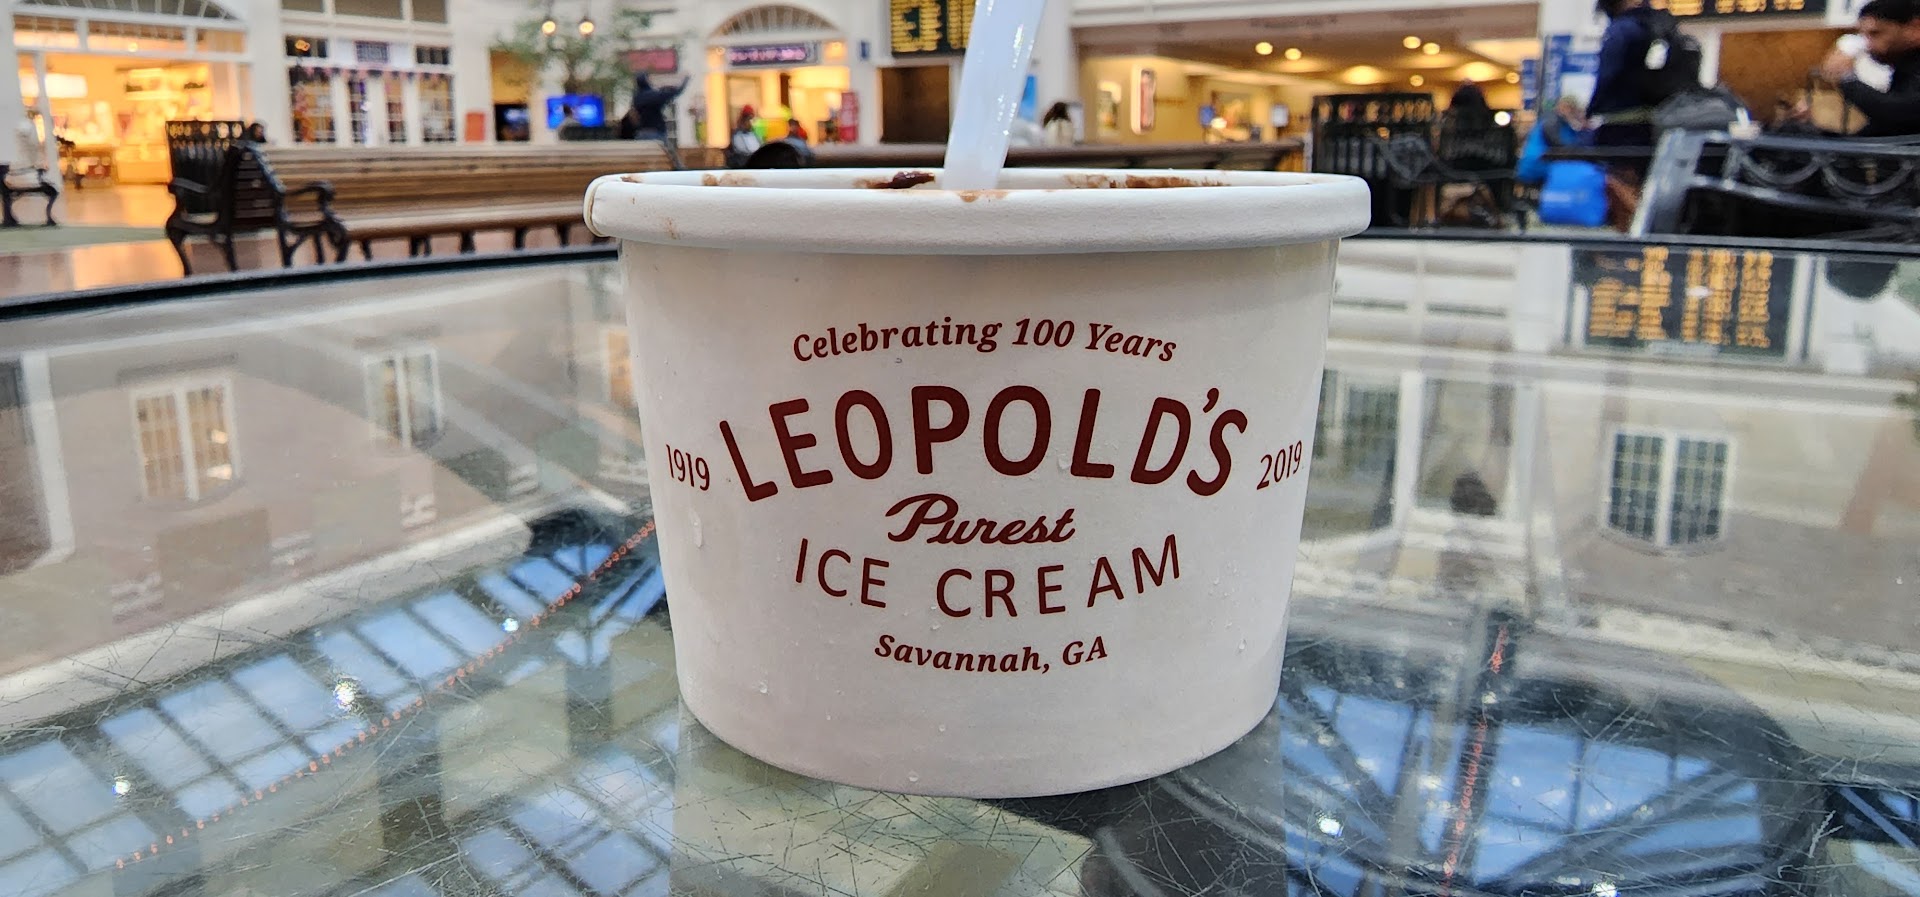 Celebrating 100 Years
1919 LEOPOLD'S 2019
Purest
ICE CREAM
Savannah, GA